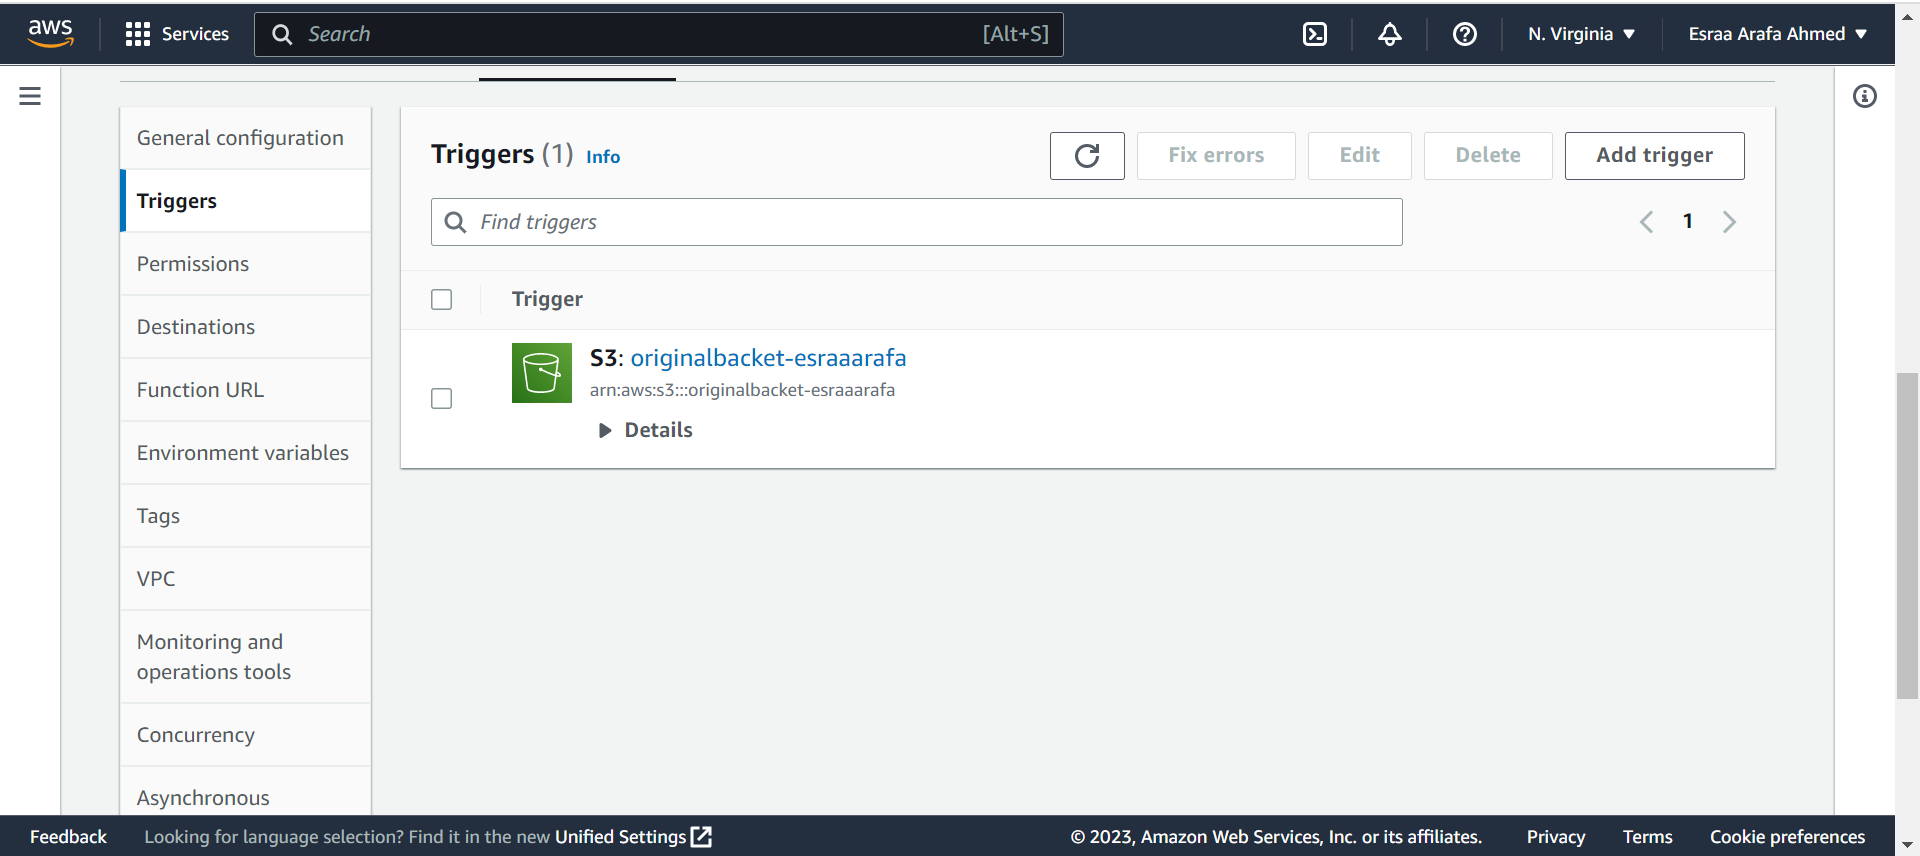 aws Services Search [Alt+S] N. Virginia Esraa Arafa Ahmed
General configuration
Triggers
Permissions
Destinations
Function URL
Environment variables
Tags
VPC
Monitoring and
operations tools
Concurrency
Asynchronous
Triggers (1) Info Fix errors Edit Delete Add trigger
Find triggers 1
Trigger
S3: originalbacket-esraaarafa
arn:aws:s3:::originalbacket-esraaarafa
Details
Feedback Looking for language selection? Find it in the new Unified Settings © 2023, Amazon Web Services, Inc. or its affiliates. Privacy Terms Cookie preferences